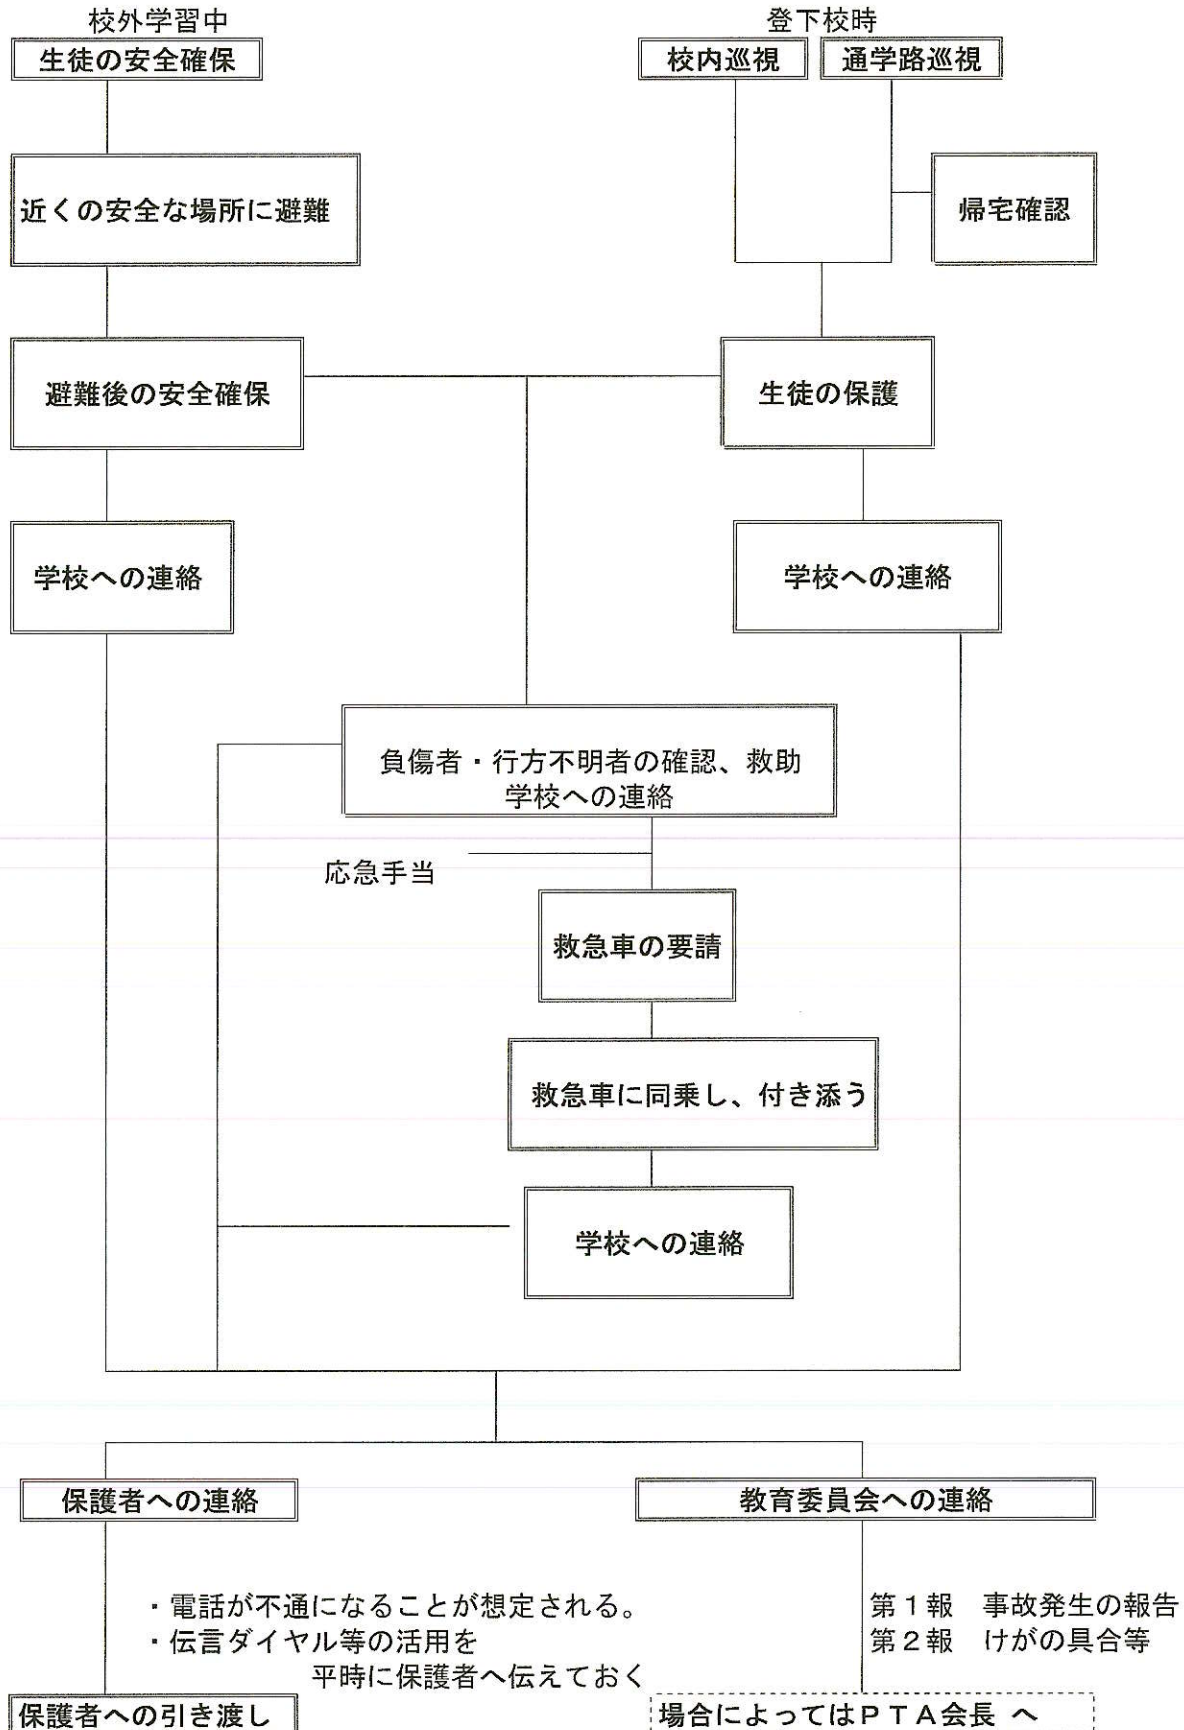 校外学習中
登下校時
生徒の安全確保
校内巡視
通学路巡視
近くの安全な場所に避難
帰宅確認
避難後の安全確保
生徒の保護
学校への連絡
学校への連絡
負傷者・行方不明者の確認、救助
学校への連絡
応急手当
救急車の要請
救急車に同乗し、付き添う
学校への連絡
保護者への連絡
教育委員会への連絡
・電話が不通になることが想定される。
・伝言ダイヤル等の活用を
平時に保護者へ伝えておく
第1報　事故発生の報告
第2報　けがの具合等
保護者への引き渡し
場合によってはＰＴＡ会長 へ